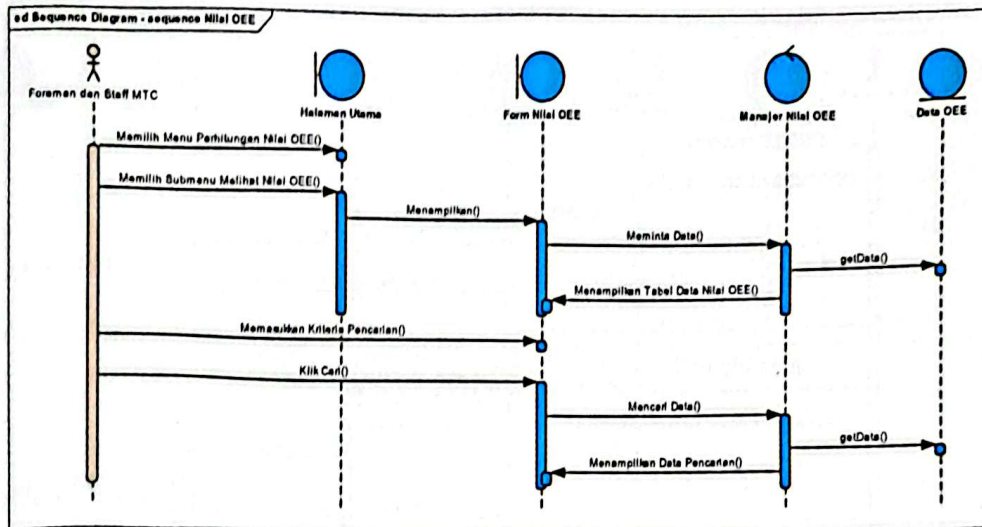 sd Sequence Diagram - sequence Nilai OEE
Foreman dan Staff MTC
Halaman Utama
Form Nilai OEE
Manajer Nilai OEE
Data OEE
Memilih Menu Perhitungan Nilai OEE()
Memilih Submenu Melihat Nilai OEE()
Menampilkan()
Meminta Data()
getData()
Menampilkan Tabel Data Nilai OEE()
Memasukkan Kriteria Pencarian()
Klik Cari()
Mencari Data()
getData()
Menampilkan Data Pencarian()